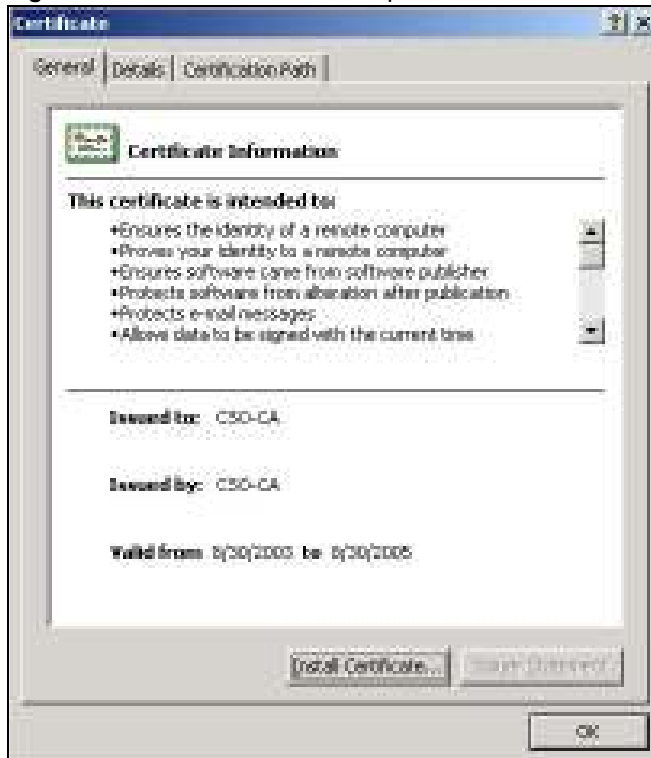 Certificate
General Details Certification Path
Certificate Information
This certificate is intended to:
•Ensures the identity of a remote computer
•Proves your identity to a remote computer
•Ensures software came from software publisher
•Protects software from alteration after publication
•Protects e-mail messages
•Allows data to be signed with the current time
Issued to: CSO-CA
Issued by: CSO-CA
Valid from 8/30/2003 to 8/30/2005
Install Certificate...
OK